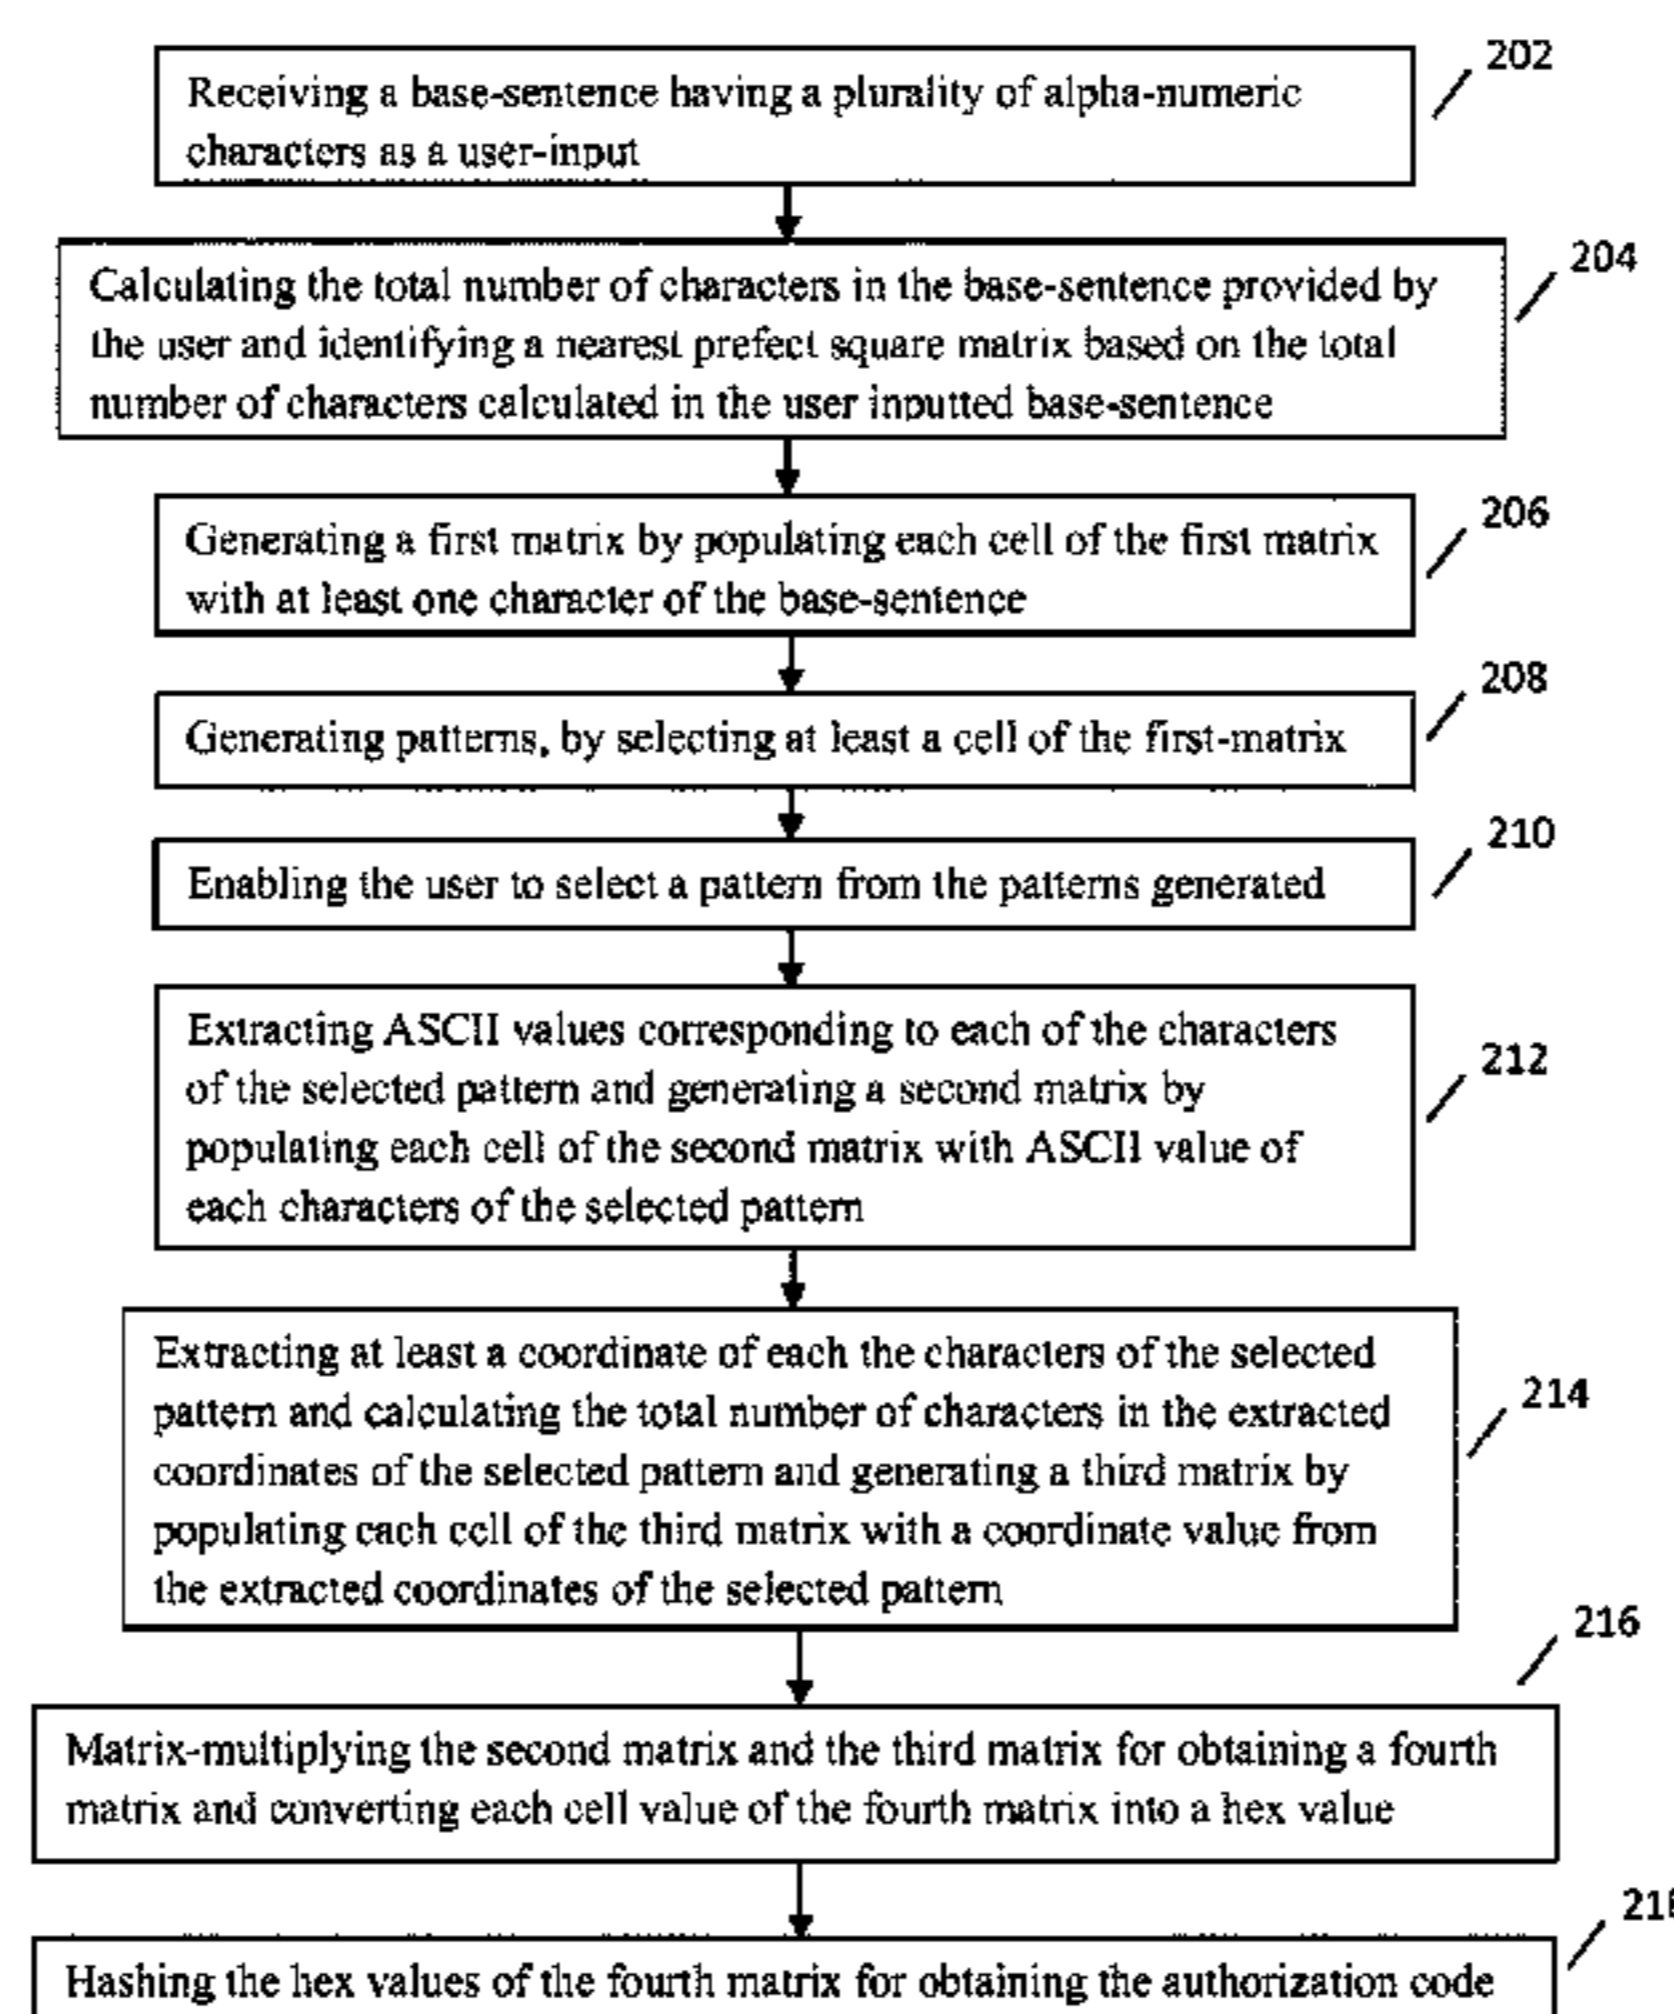 202
Receiving a base-sentence having a plurality of alpha-numeric
characters as a user-input
204
Calculating the total number of characters in the base-sentence provided by
the user and identifying a nearest prefect square matrix based on the total
number of characters calculated in the user inputted base-sentence
206
Generating a first matrix by populating each cell of the first matrix
with at least one character of the base-sentence
208
Generating patterns, by selecting at least a cell of the first-matrix
210
Enabling the user to select a pattern from the patterns generated
212
Extracting ASCII values corresponding to each of the characters
of the selected pattern and generating a second matrix by
populating each cell of the second matrix with ASCII value of
each characters of the selected pattern
214
Extracting at least a coordinate of each the characters of the selected
pattern and calculating the total number of characters in the extracted
coordinates of the selected pattern and generating a third matrix by
populating each cell of the third matrix with a coordinate value from
the extracted coordinates of the selected pattern
216
Matrix-multiplying the second matrix and the third matrix for obtaining a fourth
matrix and converting each cell value of the fourth matrix into a hex value
Hashing the hex values of the fourth matrix for obtaining the authorization code